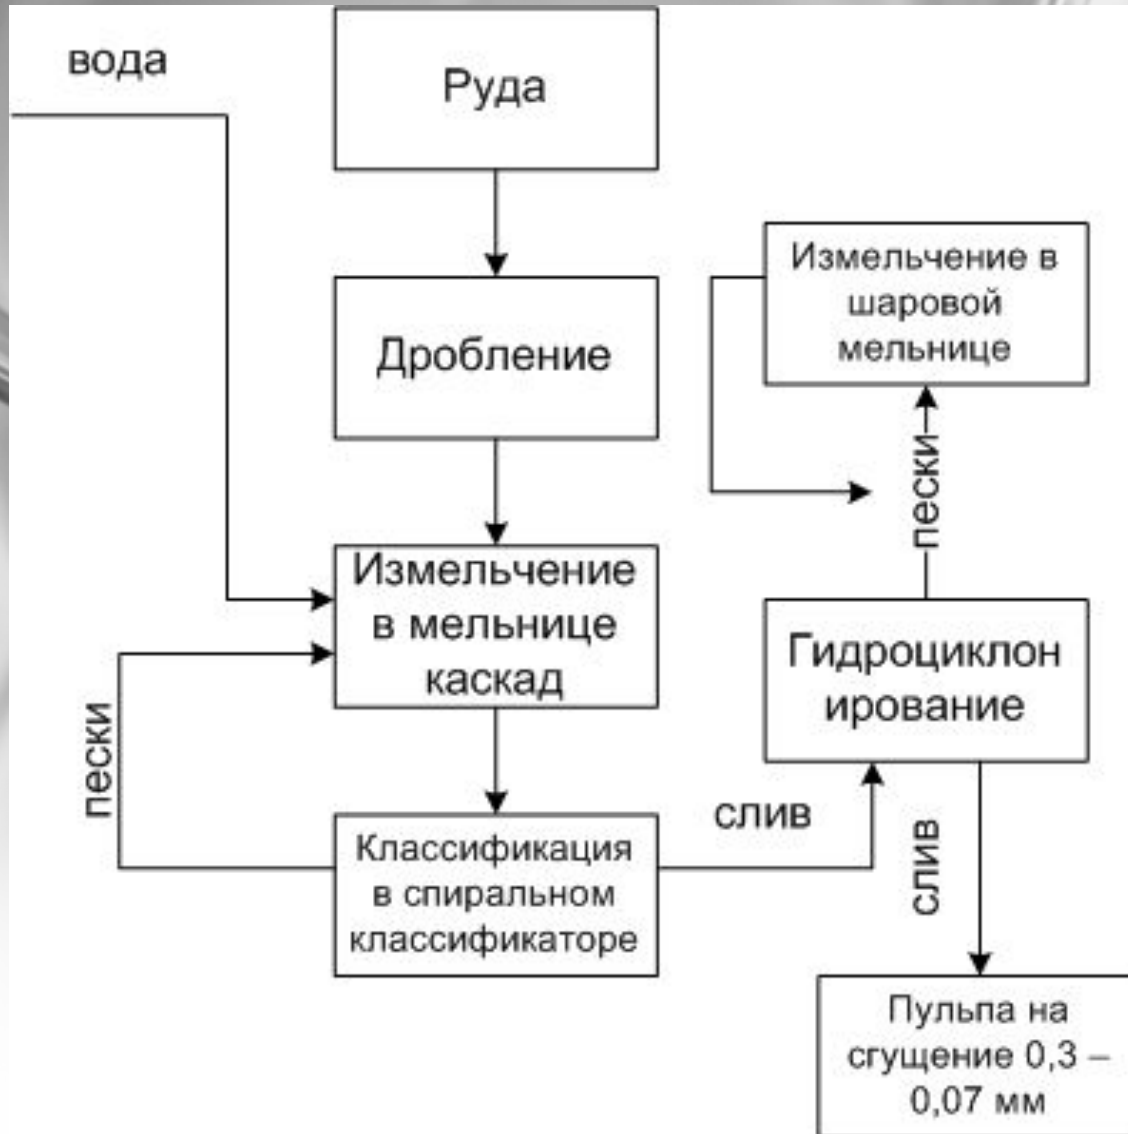 вода
Руда
Дробление
Измельчение
в мельнице
каскад
пески
Классификация
в спиральном
классификаторе
слив
Измельчение в
шаровой
мельнице
пески
Гидроциклон
ирование
слив
Пульпа на
сгущение 0,3 –
0,07 мм